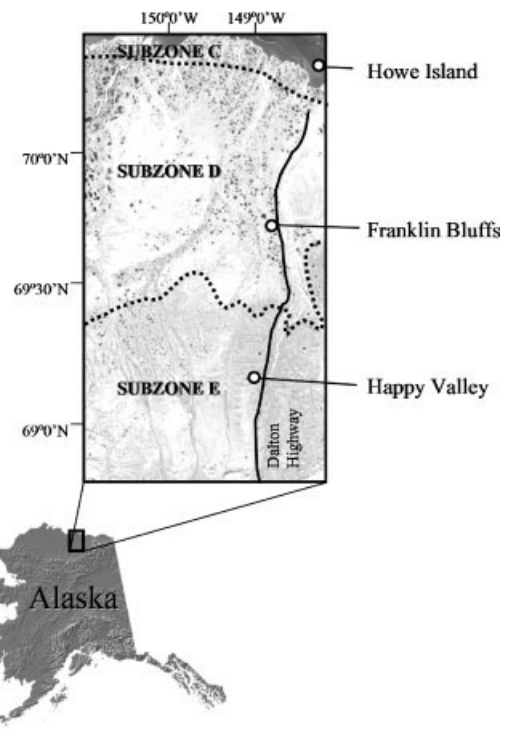 150°0'W 149°0'W
SUBZONE C
Howe Island
70°0'N
SUBZONE D
Franklin Bluffs
69°30'N
SUBZONE E
Happy Valley
69°0'N
Dalton
Highway
Alaska